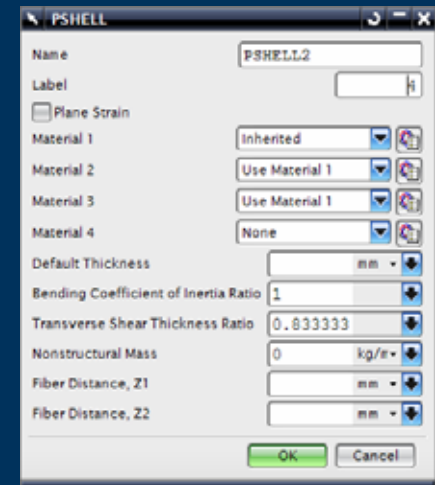 PSHELL
Name PSHELL2
Label
Plane Strain
Material 1 Inherited
Material 2 Use Material 1
Material 3 Use Material 1
Material 4 None
Default Thickness mm
Bending Coefficient of Inertia Ratio 1
Transverse Shear Thickness Ratio 0.833333
Nonstructural Mass 0
Fiber Distance, Z1 mm
Fiber Distance, Z2 mm
OK Cancel